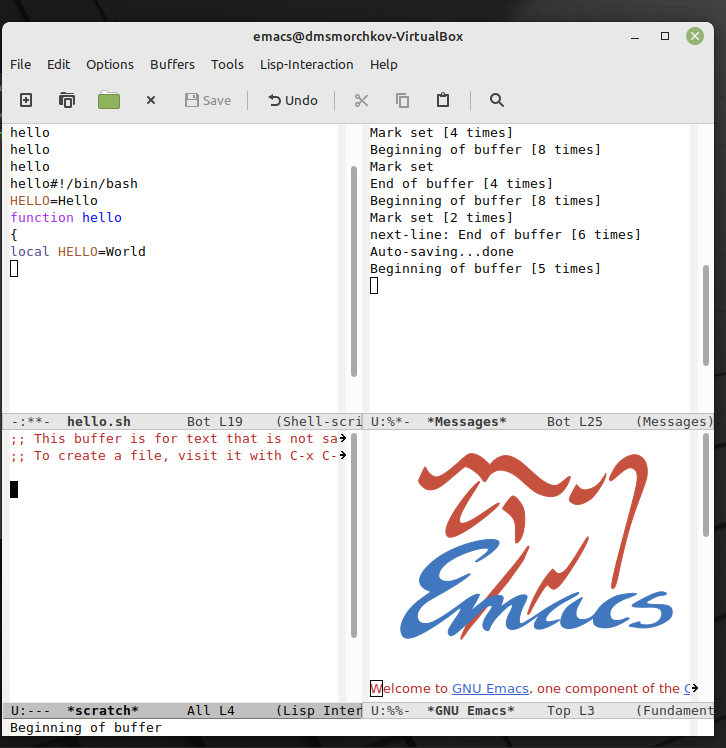 emacs@dmsmorchkov-VirtualBox
File Edit Options Buffers Tools Lisp-Interaction Help
Save Undo
hello
hello
hello
hello#!/bin/bash
HELLO=Hello
function hello
{
local HELLO=World
-:**- hello.sh Bot L19 (Shell-scri
Mark set [4 times]
Beginning of buffer [8 times]
Mark set
End of buffer [4 times]
Beginning of buffer [8 times]
Mark set [2 times]
next-line: End of buffer [6 times]
Auto-saving...done
Beginning of buffer [5 times]
U:%*- *Messages* Bot L25 (Messages)
;; This buffer is for text that is not sa
;; To create a file, visit it with C-x C-
U:--- *scratch* All L4 (Lisp Inter
Emacs
Welcome to GNU Emacs, one component of the G
U:%%- *GNU Emacs* Top L3 (Fundament
Beginning of buffer